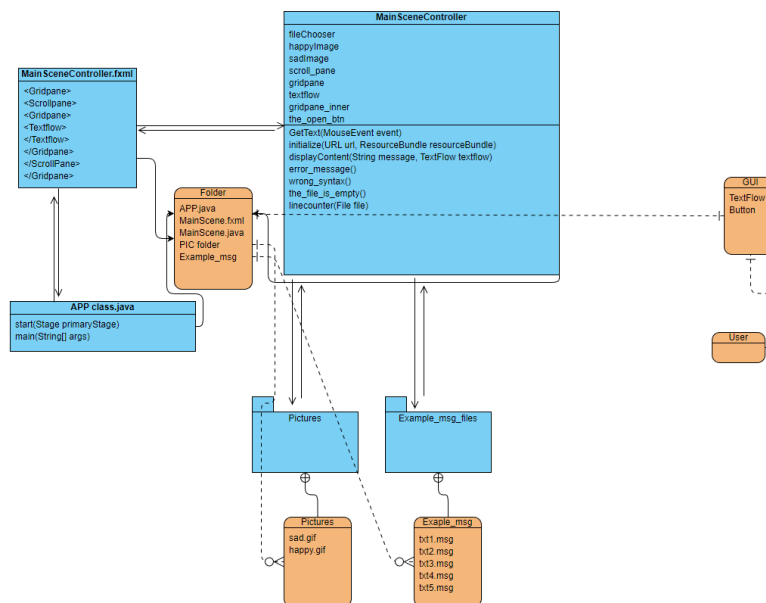 MainSceneController
fileChooser
happyImage
sadImage
scroll_pane
gridpane
textflow
gridpane_inner
the_open_btn
GetText(MouseEvent event)
initialize(URL url, ResourceBundle resourceBundle)
displayContent(String message, TextFlow textflow)
error_message()
wrong_syntax()
the_file_is_empty()
linecounter(File file)
MainSceneController.fxml
<Gridpane>
<Scrollpane>
<Gridpane>
<Textflow>
</Textflow>
</Gridpane>
</ScrollPane>
</Gridpane>
Folder
APP.java
MainScene.fxml
MainScene.java
PIC folder
Example_msg
GUI
TextFlow
Button
APP class.java
start(Stage primaryStage)
main(String[] args)
User
Pictures
Example_msg_files
Pictures
sad.gif
happy.gif
Exaple_msg
txt1.msg
txt2.msg
txt3.msg
txt4.msg
txt5.msg